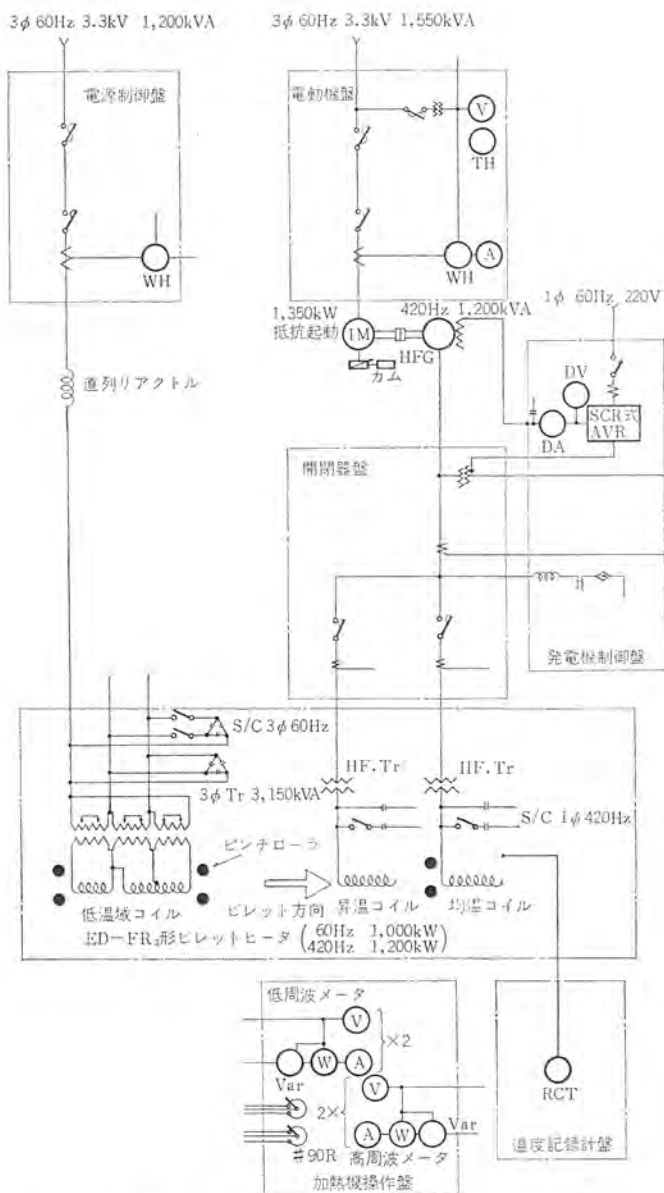 3φ 60Hz 3.3kV 1,200kVA
3φ 60Hz 3.3kV 1,550kVA
電源制御盤
WH
電動機盤
V
TH
WH
A
1,350kW
抵抗起動
IM
カム
420Hz 1,200kVA
HFG
1φ 60Hz 220V
DV
DA
SCR式
AVR
発電機制御盤
直列リアクトル
開閉器盤
S/C 3φ60Hz
3φTr 3,150kVA
HF.Tr
HF.Tr
S/C 1φ420Hz
ピンチローラ
低温域コイル
ビレット方向
昇温コイル
均温コイル
ED-FR₃形ビレットヒータ(60Hz 1,000kW
420Hz 1,200kW)
低周波メータ
V
×2
Var
W
A
2×
V
A
W
Var
#90R
高周波メータ
加熱機操作盤
RCT
温度記録計盤